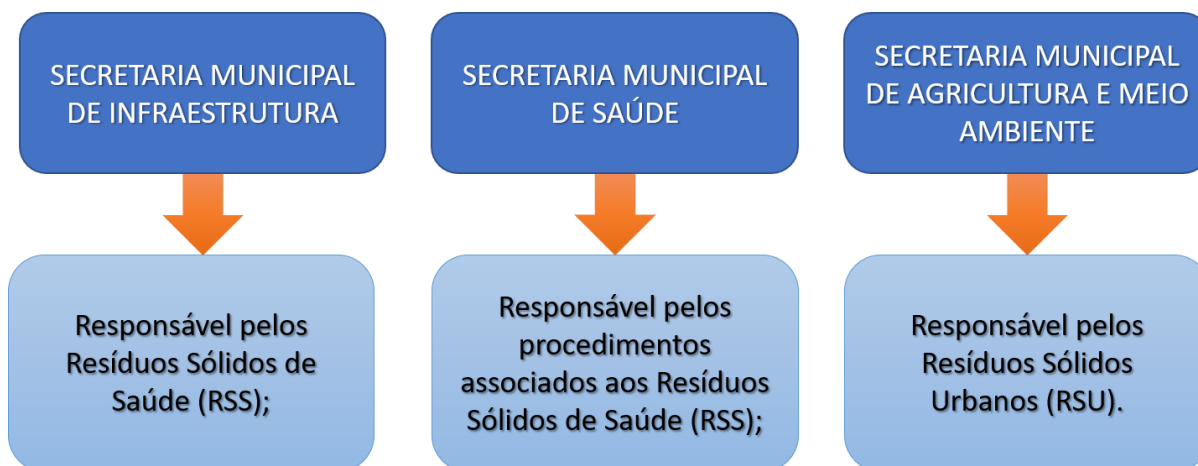 SECRETARIA MUNICIPAL
DE INFRAESTRUTURA
SECRETARIA MUNICIPAL
DE SAÚDE
SECRETARIA MUNICIPAL
DE AGRICULTURA E MEIO
AMBIENTE
Responsável pelos
Resíduos Sólidos de
Saúde (RSS);
Responsável pelos
procedimentos
associados aos Resíduos
Sólidos de Saúde (RSS);
Responsável pelos
Resíduos Sólidos
Urbanos (RSU).